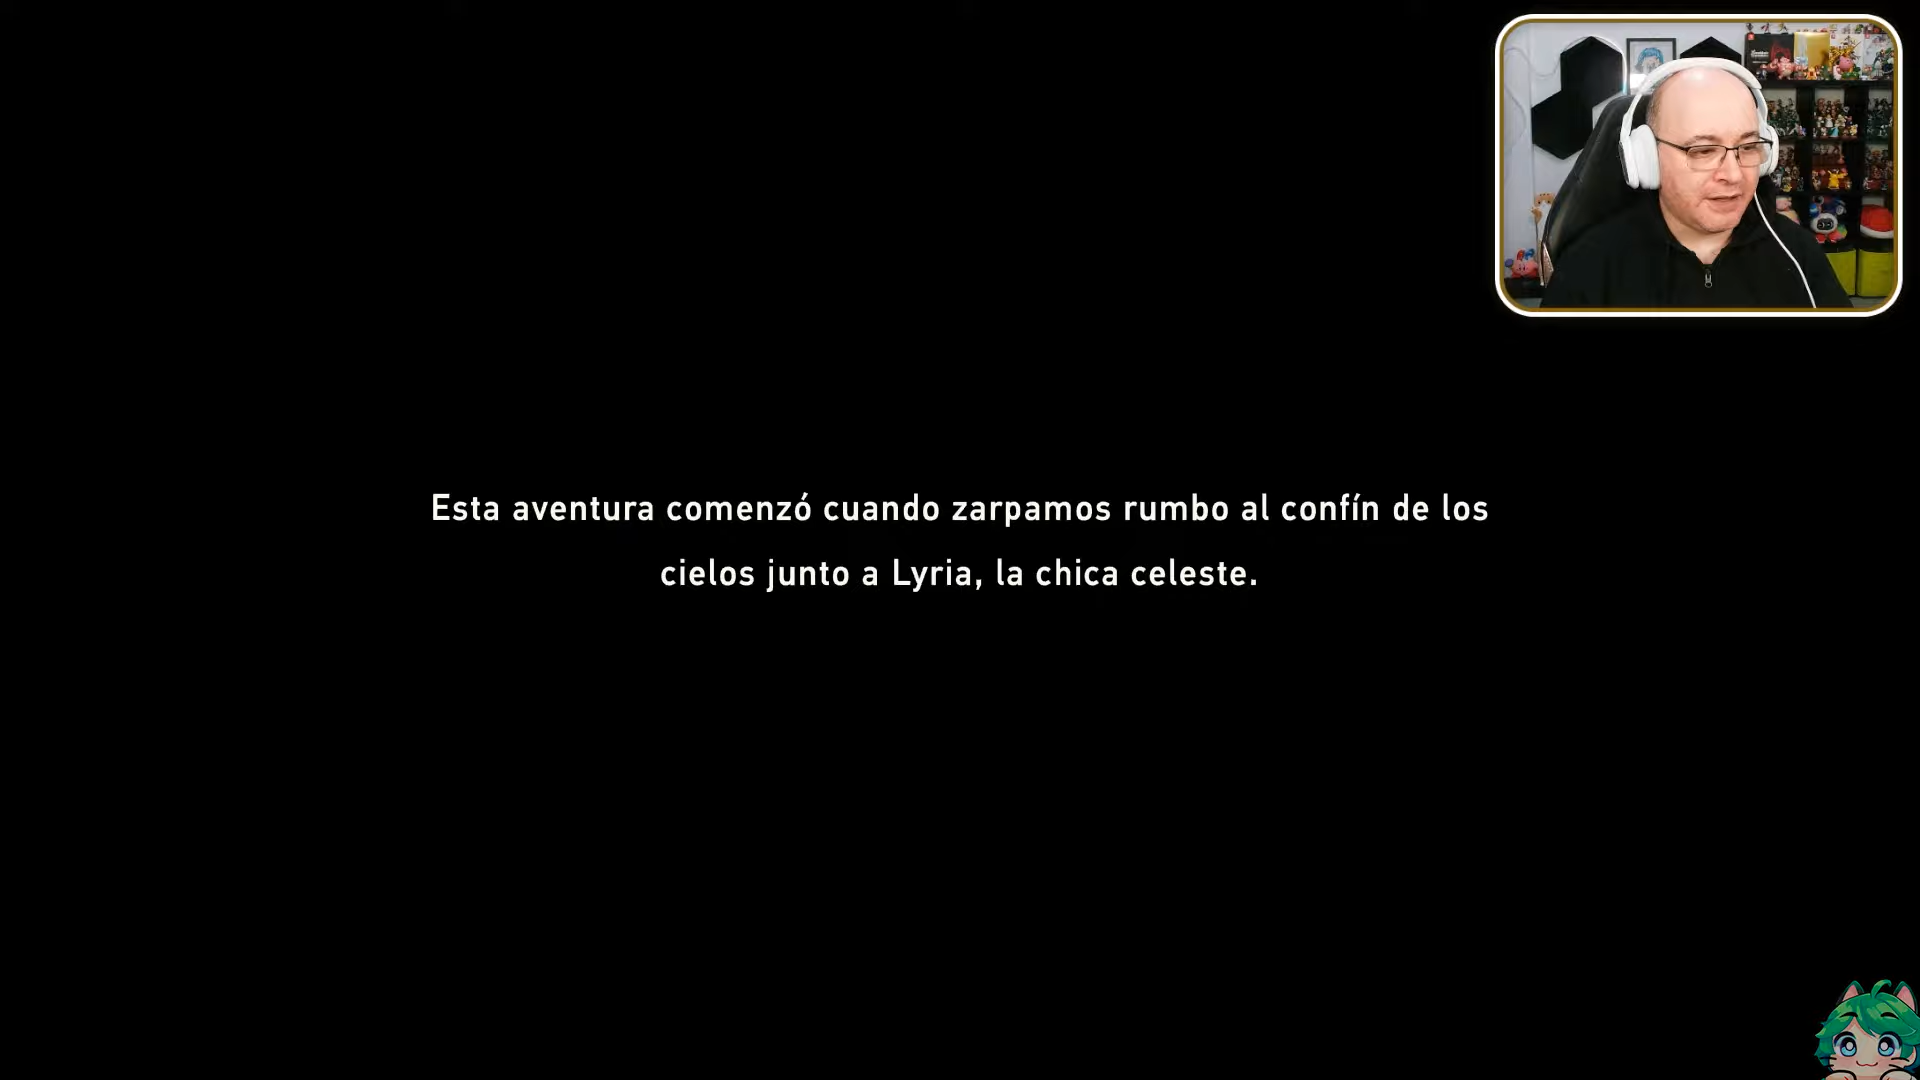 Esta aventura comenzó cuando zarpamos rumbo al confín de los
cielos junto a Lyria, la chica celeste.